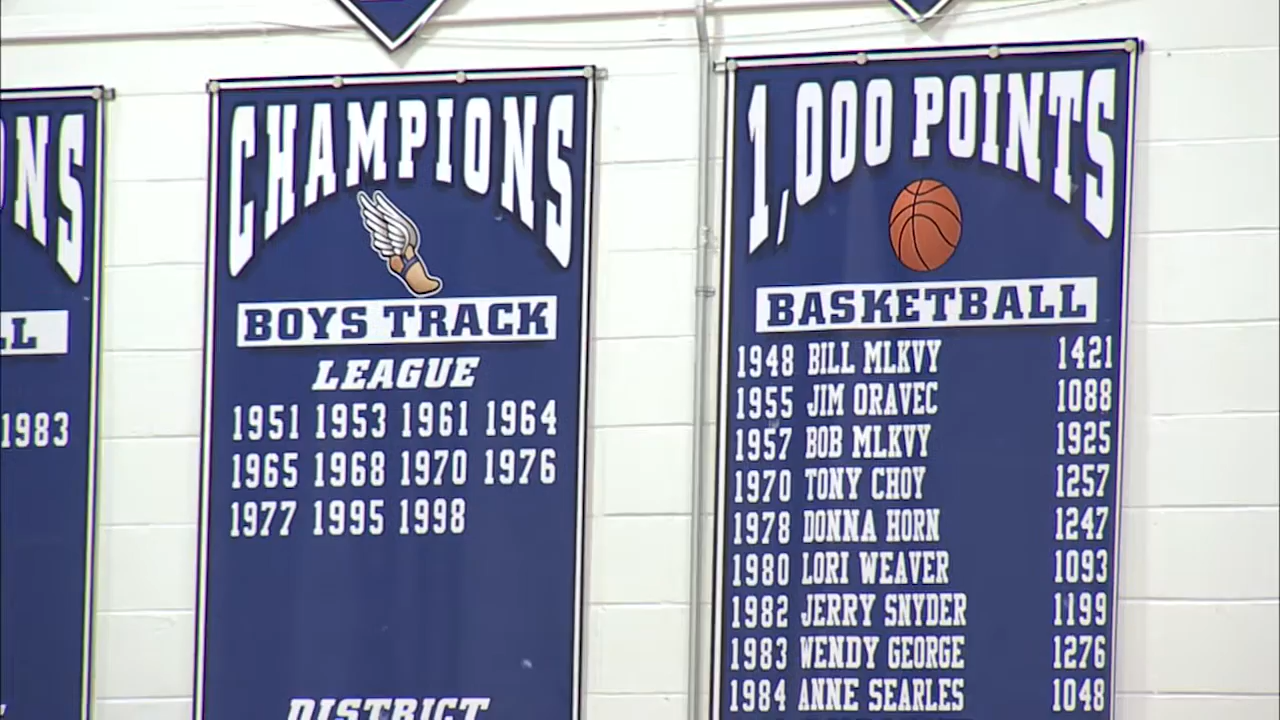 ONS
LL
1983
CHAMPIONS
BOYS TRACK
LEAGUE
1951 1953 1961 1964
1965 1968 1970 1976
1977 1995 1998
DISTRICT
1,000 POINTS
BASKETBALL
1948 BILL MLKVY 1421
1955 JIM ORAVEC 1088
1957 BOB MLKVY 1925
1970 TONY CHOY 1257
1978 DONNA HORN 1247
1980 LORI WEAVER 1093
1982 JERRY SNYDER 1199
1983 WENDY GEORGE 1276
1984 ANNE SEARLES 1048